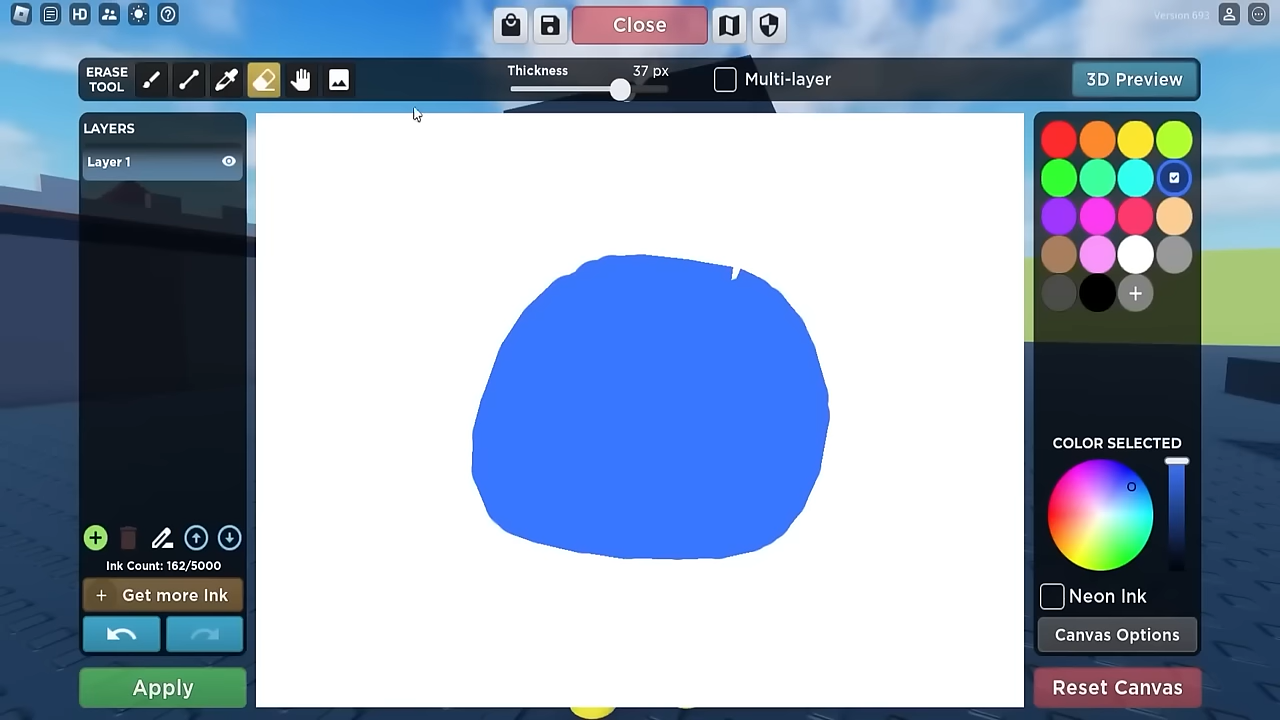 HD
Close
Version 693
ERASE
TOOL
Thickness
37 px
Multi-layer
3D Preview
LAYERS
Layer 1
Ink Count: 162/5000
+ Get more Ink
Apply
COLOR SELECTED
Neon Ink
Canvas Options
Reset Canvas